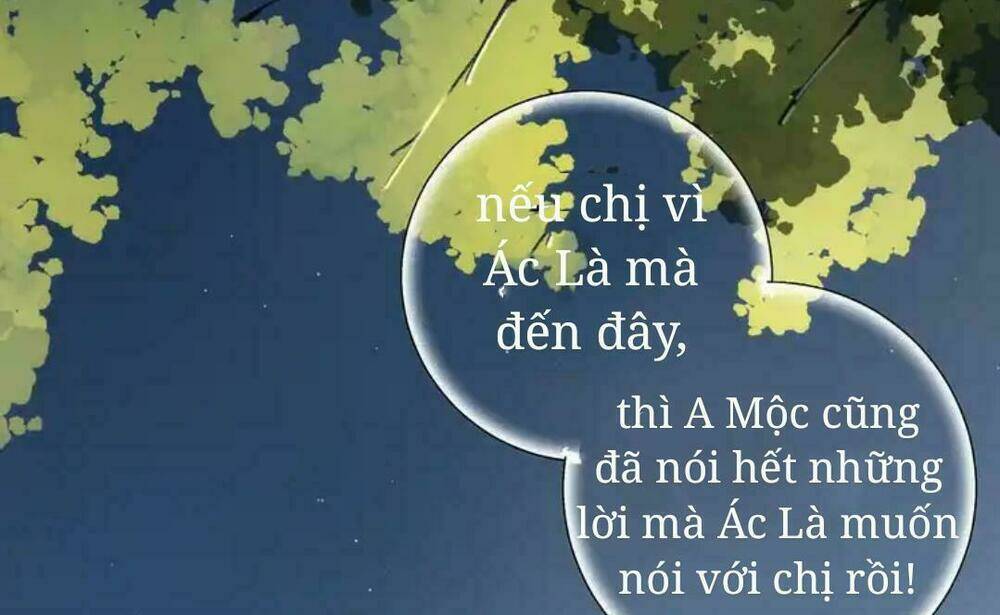 nếu chị vì
Ác Là mà
đến đây,
thì A Mộc cũng
đã nói hết những
lời mà Ác Là muốn
nói với chị rồi!